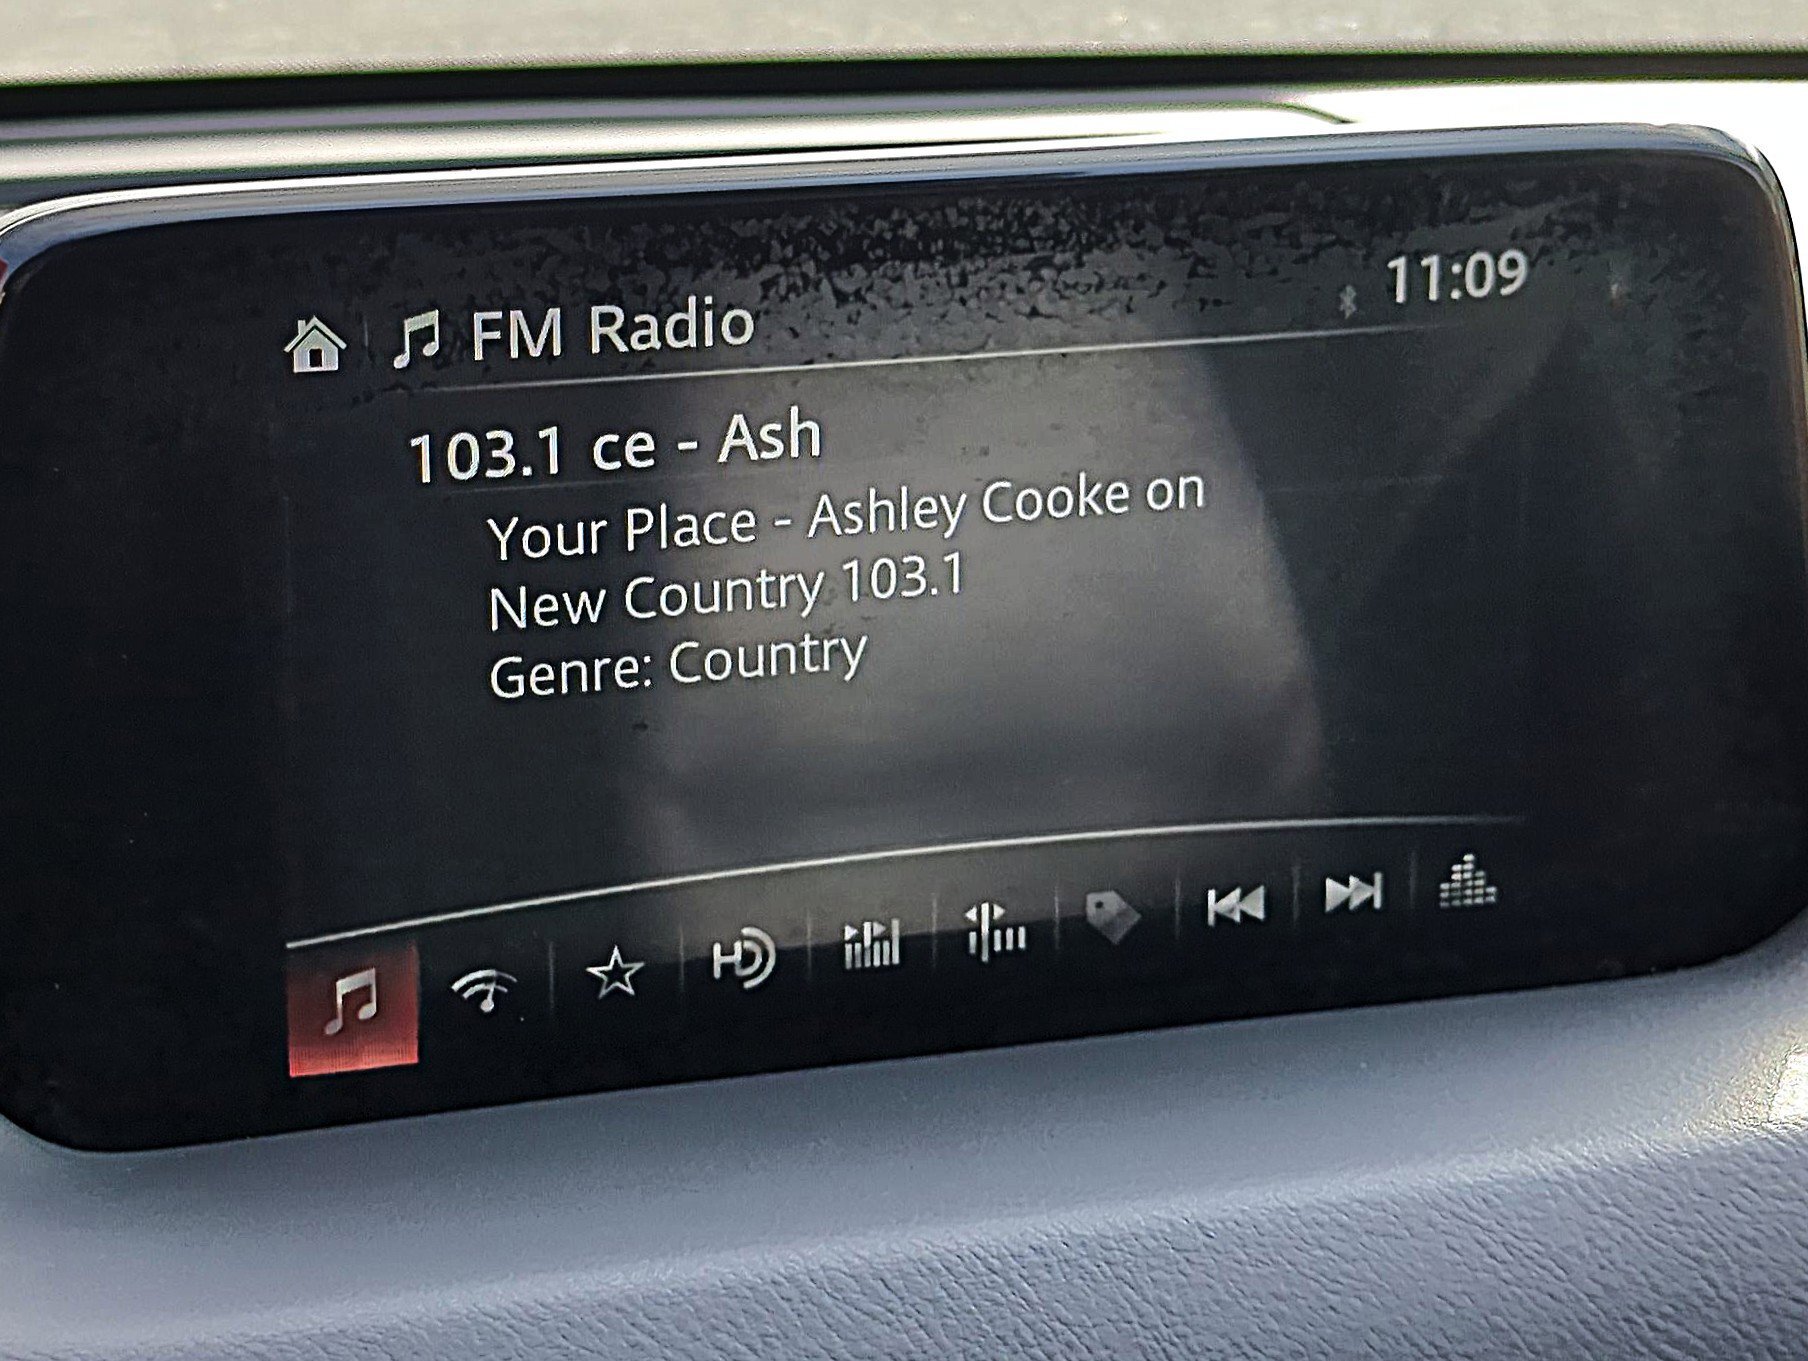 FM Radio
11:09
103.1 ce - Ash
Your Place - Ashley Cooke on
New Country 103.1
Genre: Country
HD